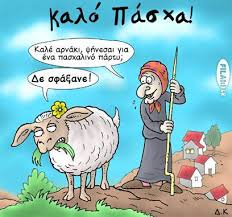 καλό Πάσχα!
Καλέ αρνάκι, ψήνεσαι για
ένα πασχαλινό πάρτυ;
Δε σφάξανε!
Δ.Κ